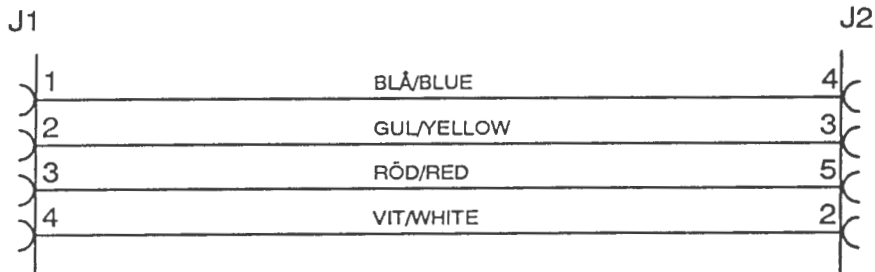 J1 J2
1 BLÅ/BLUE 4
2 GUL/YELLOW 3
3 RÖD/RED 5
4 VIT/WHITE 2